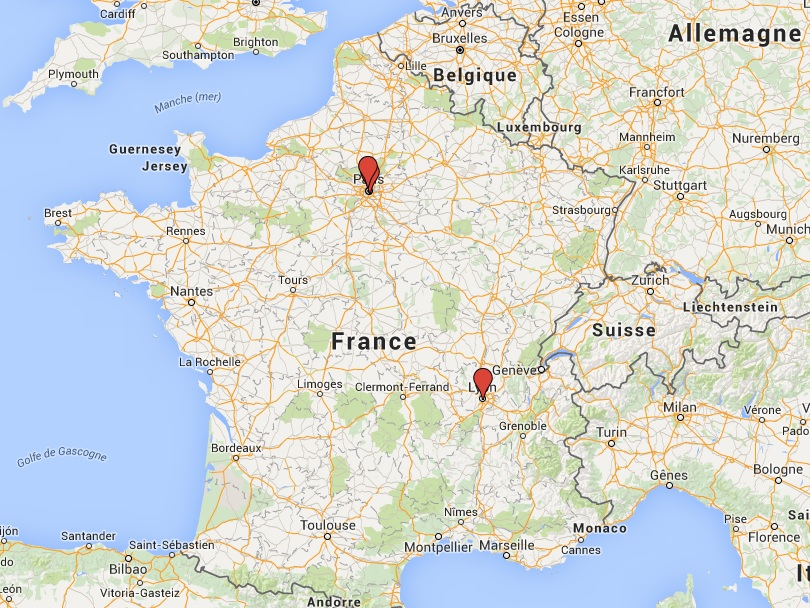 Cardiff
Anvers
Essen
Cologne
Allemagne
Southampton
Brighton
Bruxelles
Plymouth
Lille
Belgique
Manche (mer)
Francfort
Luxembourg
Mannheim
Nuremberg
Guernesey
Jersey
Karlsruhe
Stuttgart
Brest
Strasbourg
Augsbourg
Rennes
Munich
Tours
Zurich
Nantes
Liechtenstein
Suisse
France
La Rochelle
Genève
Limoges
Clermont-Ferrand
Lyon
Milan
Vérone
Grenoble
Turin
Bordeaux
Golfe de Gascogne
Bologne
Gênes
Nîmes
Toulouse
Monaco
Pise
Florence
Santander
Saint-Sébastien
Montpellier
Marseille
Cannes
Bilbao
Vitoria-Gasteiz
Andorre